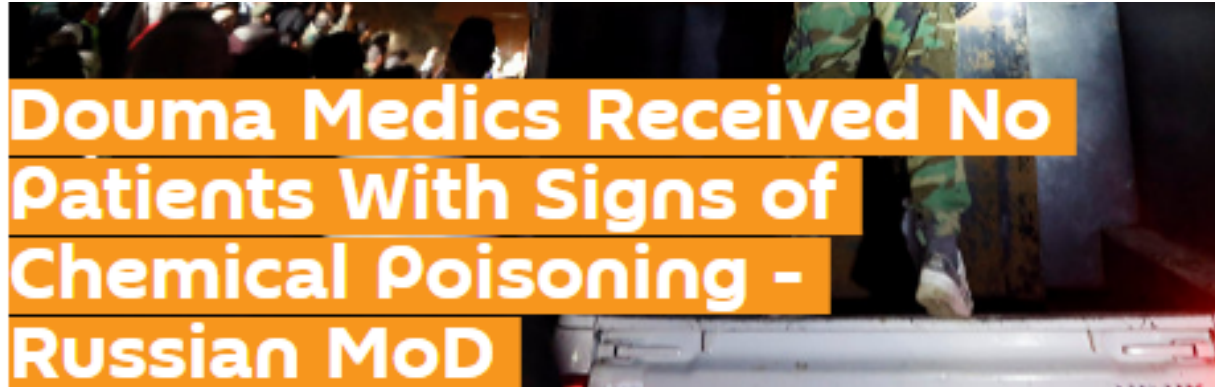 Douma Medics Received No
Patients With Signs of
Chemical Poisoning -
Russian MoD